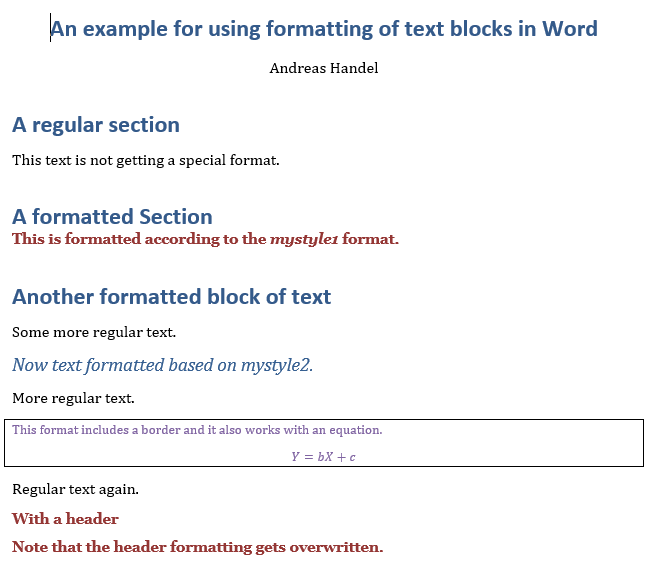 An example for using formatting of text blocks in Word
Andreas Handel
A regular section
This text is not getting a special format.
A formatted Section
This is formatted according to the mystyle1 format.
Another formatted block of text
Some more regular text.
Now text formatted based on mystyle2.
More regular text.
This format includes a border and it also works with an equation.
Y = bX + c
Regular text again.
With a header
Note that the header formatting gets overwritten.